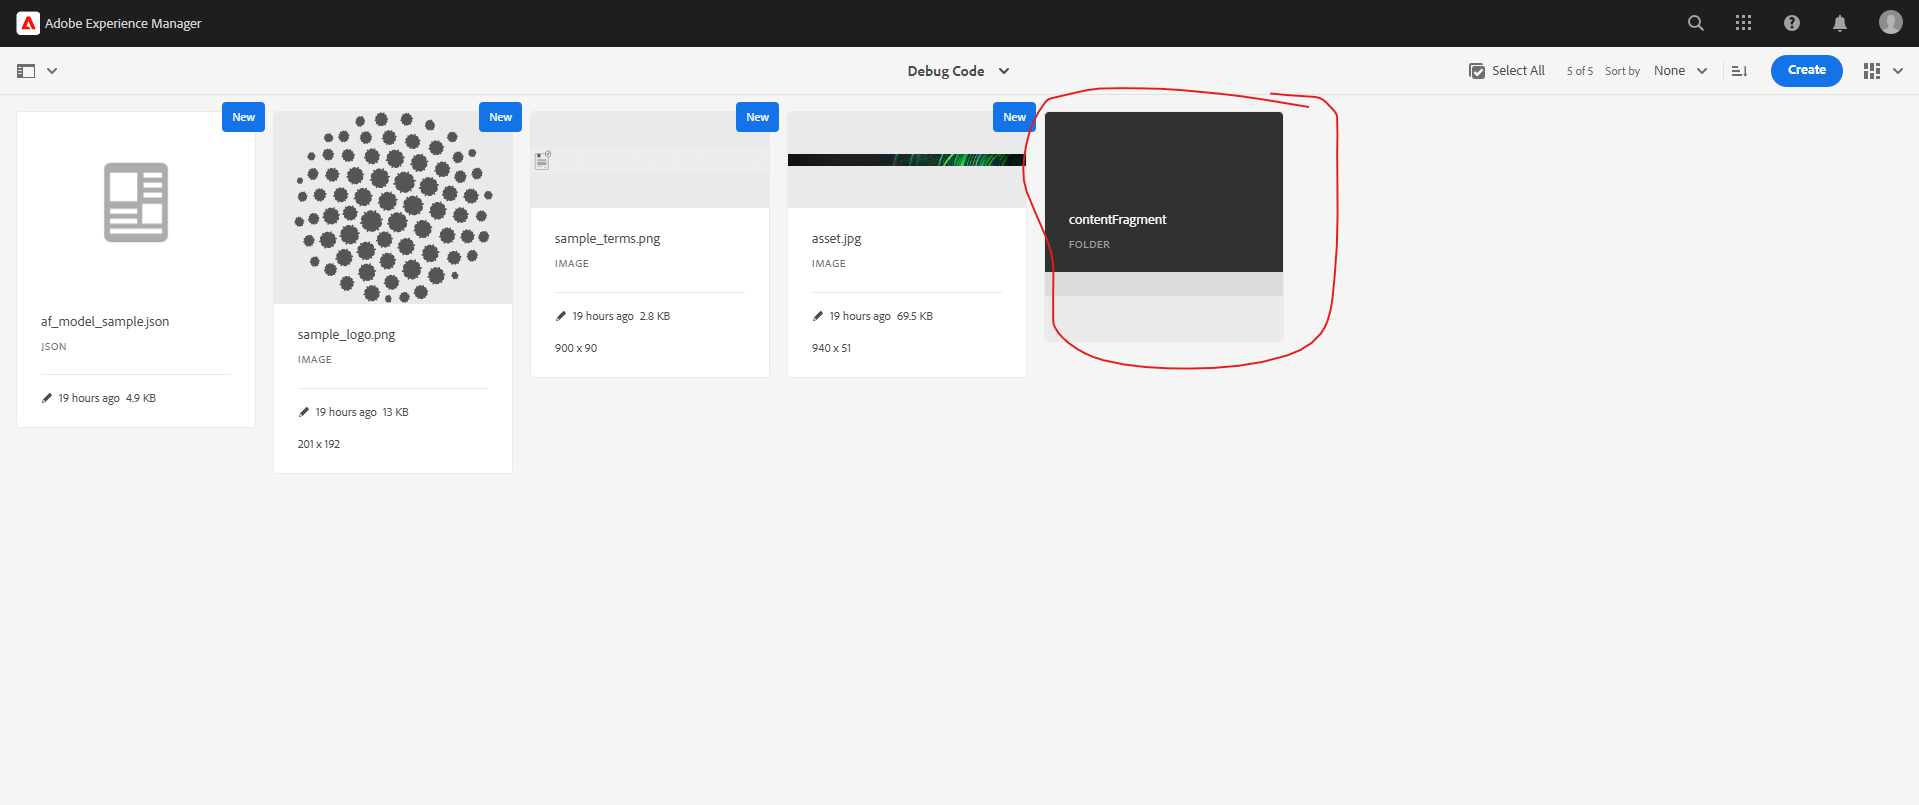 Adobe Experience Manager
Debug Code
Select All 5 of 5 Sort by None Create
New
af_model_sample.json
JSON
19 hours ago 4.9 KB
New
sample_logo.png
IMAGE
19 hours ago 13 KB
201 x 192
New
sample_terms.png
IMAGE
19 hours ago 2.8 KB
900 x 90
New
asset.jpg
IMAGE
19 hours ago 69.5 KB
940 x 51
contentFragment
FOLDER